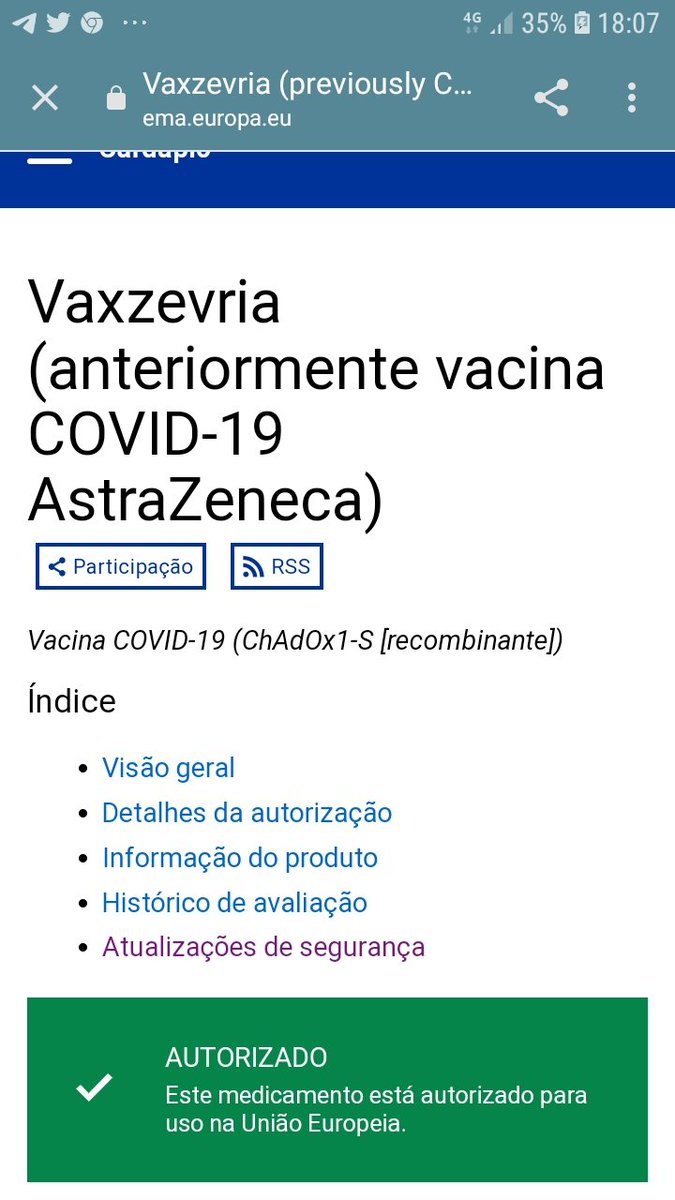 4G 35% 18:07
Vaxzevria (previously C...
ema.europa.eu
Vaxzevria
(anteriormente vacina
COVID-19
AstraZeneca)
Participação RSS
Vacina COVID-19 (ChAdOx1-S [recombinante])
Índice
• Visão geral
• Detalhes da autorização
• Informação do produto
• Histórico de avaliação
• Atualizações de segurança
AUTORIZADO
Este medicamento está autorizado para
uso na União Europeia.